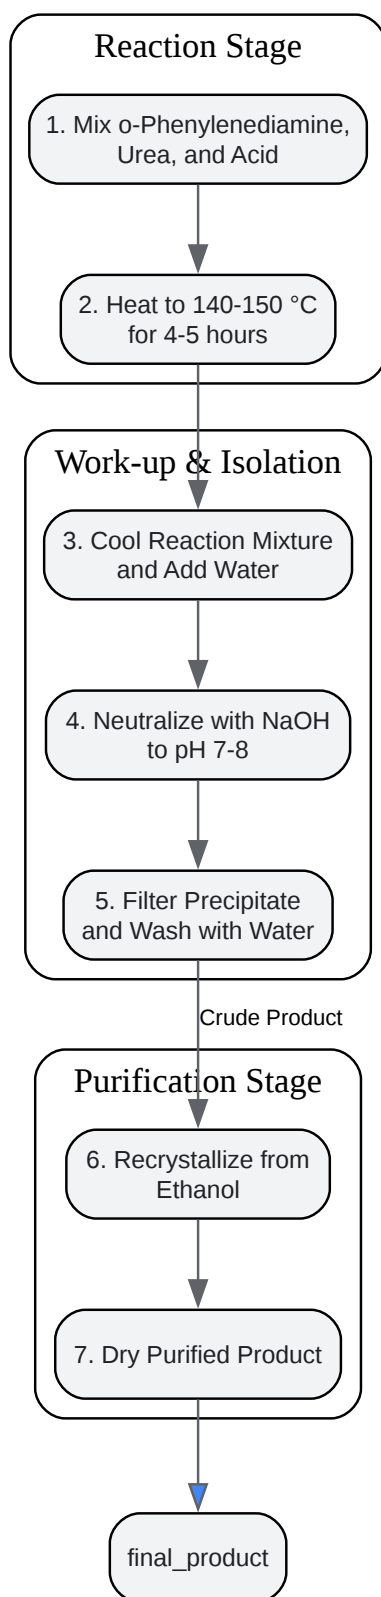 Reaction Stage
1. Mix o-Phenylenediamine,
Urea, and Acid
2. Heat to 140-150 °C
for 4-5 hours
Work-up & Isolation
3. Cool Reaction Mixture
and Add Water
4. Neutralize with NaOH
to pH 7-8
5. Filter Precipitate
and Wash with Water
Crude Product
Purification Stage
6. Recrystallize from
Ethanol
7. Dry Purified Product
final_product